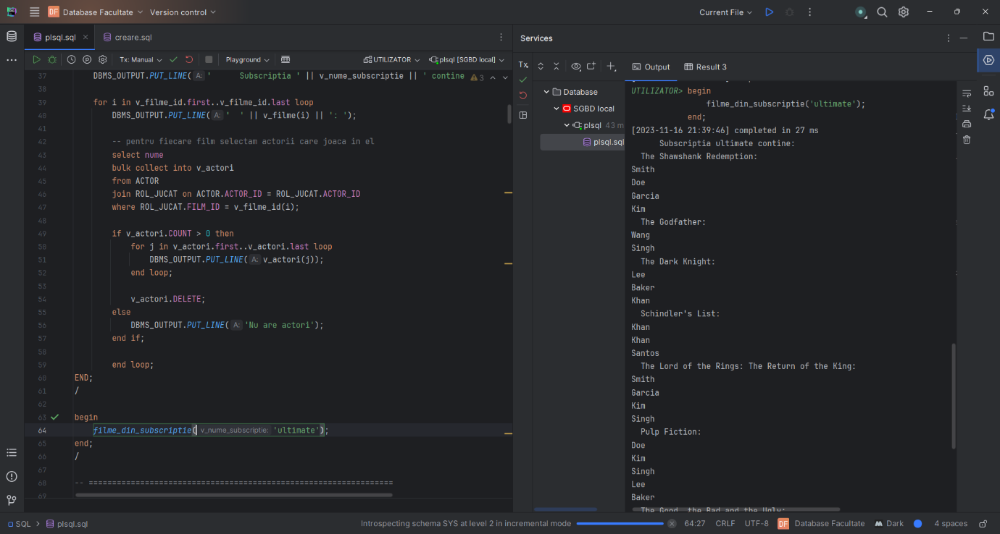 DF Database Facultate Version control Current File
plsql.sql creare.sql
Tx: Manual Playground UTILIZATOR plsql [SGBD local]
37 DBMS_OUTPUT.PUT_LINE( A: '      Subscriptia ' || v_nume_subscriptie || ' contine 3
38
39 for i in v_filme_id.first..v_filme_id.last loop
40 DBMS_OUTPUT.PUT_LINE( A: '  ' || v_filme(i) || ': ');
41
42 -- pentru fiecare film selectam actorii care joaca in el
43 select nume
44 bulk collect into v_actori
45 from ACTOR
46 join ROL_JUCAT on ACTOR.ACTOR_ID = ROL_JUCAT.ACTOR_ID
47 where ROL_JUCAT.FILM_ID = v_filme_id(i);
48
49 if v_actori.COUNT > 0 then
50 for j in v_actori.first..v_actori.last loop
51 DBMS_OUTPUT.PUT_LINE( A: v_actori(j));
52 end loop;
53
54 v_actori.DELETE;
55 else
56 DBMS_OUTPUT.PUT_LINE( A: 'Nu are actori');
57 end if;
58
59 end loop;
60 END;
61 /
62
63 begin
64 filme_din_subscriptie( v_nume_subscriptie: 'ultimate');
65 end;
66 /
67
68 -- =================================================================
69
Services
Tx
Output Result 3
Database
SGBD local
plsql 43 m
plsql.sql
UTILIZATOR> begin
filme_din_subscriptie('ultimate');
end;
[2023-11-16 21:39:46] completed in 27 ms
Subscriptia ultimate contine:
The Shawshank Redemption:
Smith
Doe
Garcia
Kim
The Godfather:
Wang
Singh
The Dark Knight:
Lee
Baker
Khan
Schindler's List:
Khan
Khan
Santos
The Lord of the Rings: The Return of the King:
Smith
Garcia
Kim
Singh
Pulp Fiction:
Doe
Kim
Singh
Lee
Baker
The Good, the Bad and the Ugly:
SQL plsql.sql Introspecting schema SYS at level 2 in incremental mode 64:27 CRLF UTF-8 DF Database Facultate Dark 4 spaces